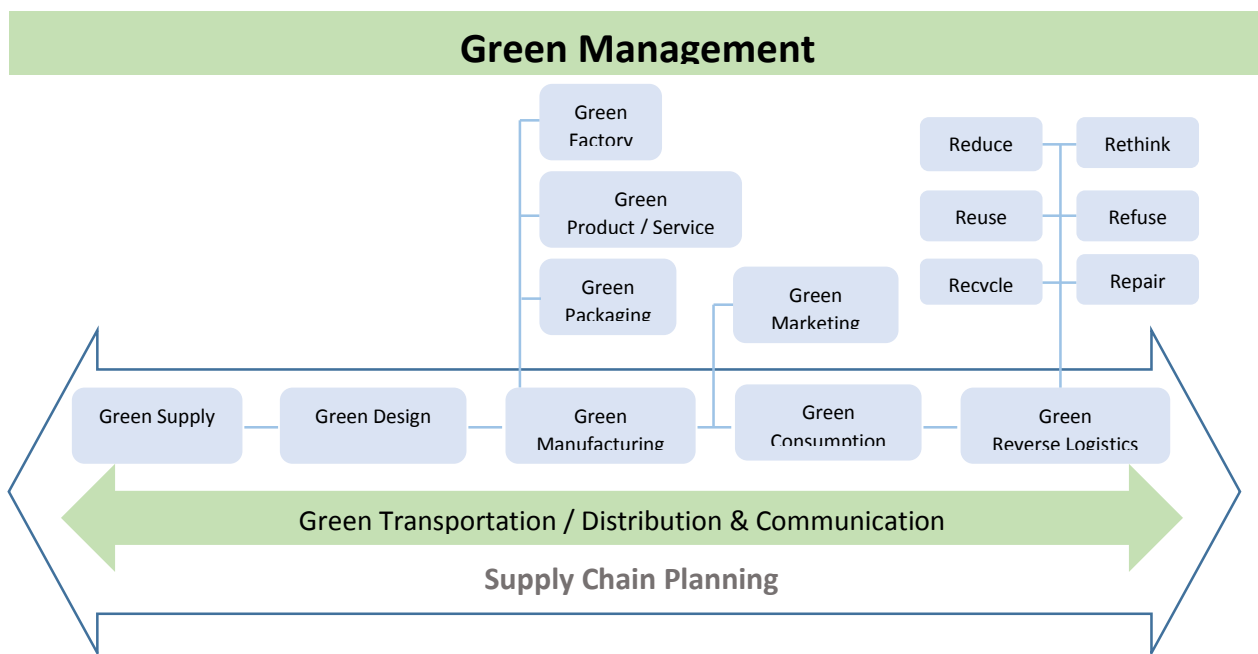 Green Management
Green
Factory
Green
Product / Service
Green
Packaging
Green
Marketing
Reduce
Rethink
Reuse
Refuse
Recycle
Repair
Green Supply
Green Design
Green
Manufacturing
Green
Consumption
Green
Reverse Logistics
Green Transportation / Distribution & Communication
Supply Chain Planning